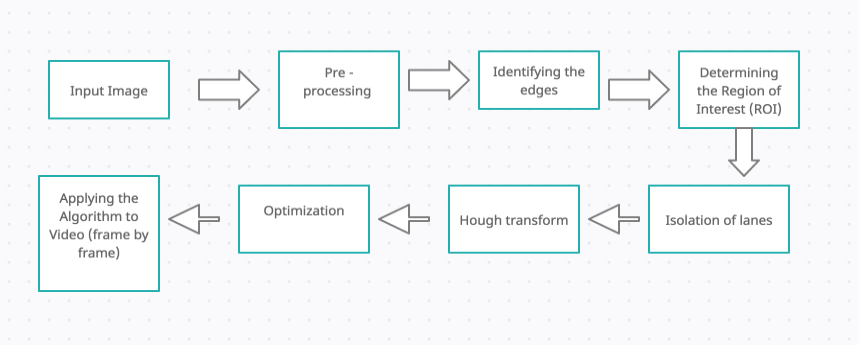 Input Image
Pre -
processing
Identifying the
edges
Determining
the Region of
Interest (ROI)
Isolation of lanes
Hough transform
Optimization
Applying the
Algorithm to
Video (frame by
frame)